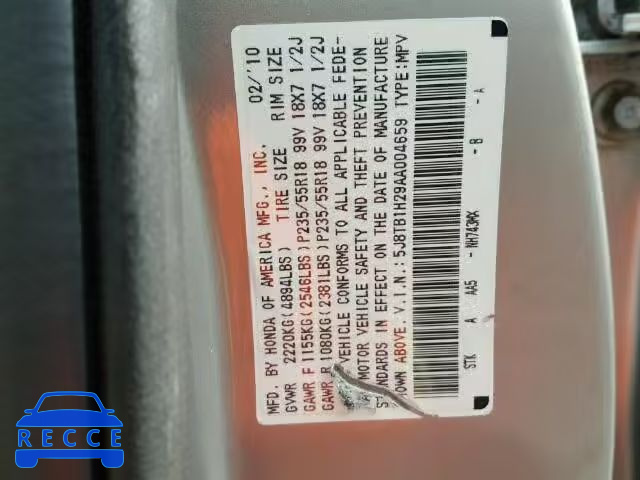 MFD. BY HONDA OF AMERICA MFG., INC. 02/'10
GVWR 2220KG(4894LBS) TIRE SIZE RIM SIZE
GAWR F 1155KG(2546LBS)P235/55R18 99V 18X7 1/2J
GAWR R 1080KG(2381LBS)P235/55R18 99V 18X7 1/2J
VEHICLE CONFORMS TO ALL APPLICABLE FEDE-
MOTOR VEHICLE SAFETY AND THEFT PREVENTION
STANDARDS IN EFFECT ON THE DATE OF MANUFACTURE
OWN ABOVE. V.I.N.:5J8TB1H29AA004659 TYPE:MPV
STK A AA5 - NH743MX - B - A
RECCE